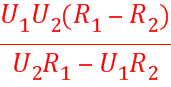 U₁U₂(R₁ − R₂)
U₂R₁ − U₁R₂